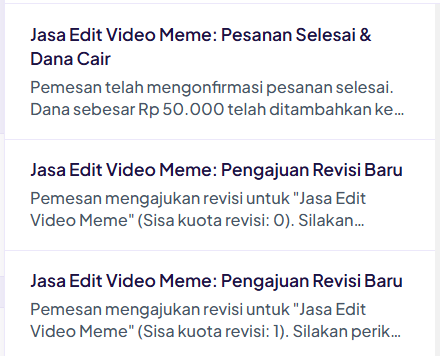 Jasa Edit Video Meme: Pesanan Selesai &
Dana Cair
Pemesan telah mengonfirmasi pesanan selesai.
Dana sebesar Rp 50.000 telah ditambahkan ke...
Jasa Edit Video Meme: Pengajuan Revisi Baru
Pemesan mengajukan revisi untuk "Jasa Edit
Video Meme" (Sisa kuota revisi: 0). Silakan...
Jasa Edit Video Meme: Pengajuan Revisi Baru
Pemesan mengajukan revisi untuk "Jasa Edit
Video Meme" (Sisa kuota revisi: 1). Silakan perik...